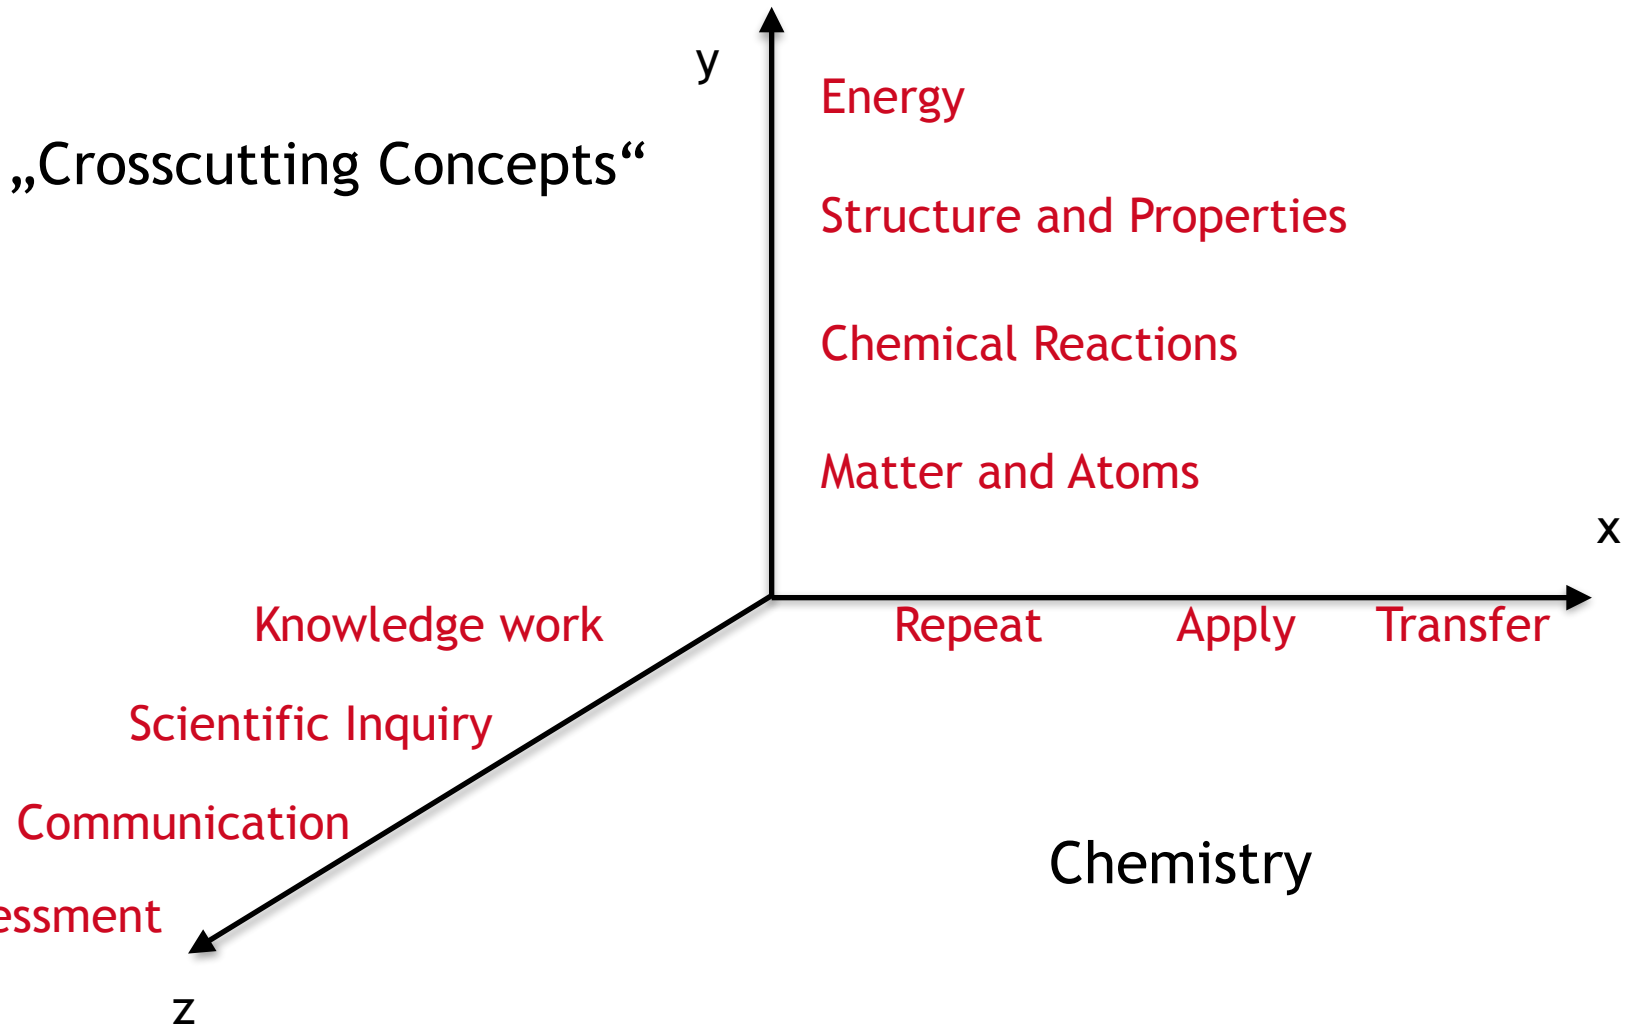 y
Energy
„Crosscutting Concepts“
Structure and Properties
Chemical Reactions
Matter and Atoms
x
Knowledge work
Repeat Apply Transfer
Scientific Inquiry
Communication
Chemistry
essment
z